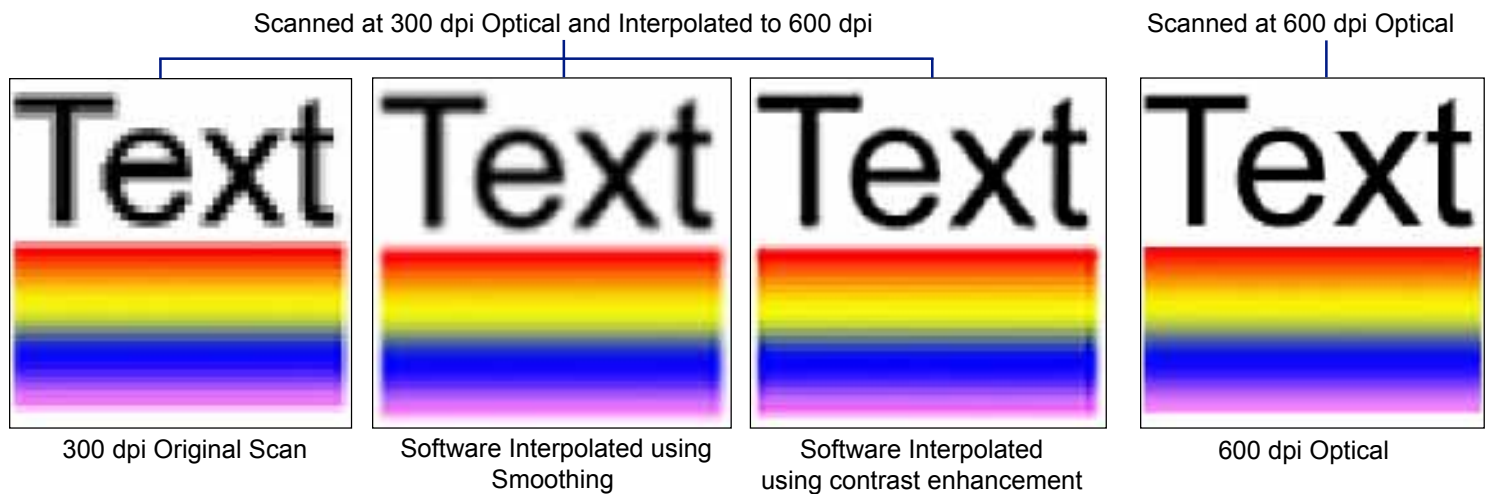 Scanned at 300 dpi Optical and Interpolated to 600 dpi
Scanned at 600 dpi Optical
Text
Text
Text
Text
300 dpi Original Scan
Software Interpolated using
Smoothing
Software Interpolated
using contrast enhancement
600 dpi Optical